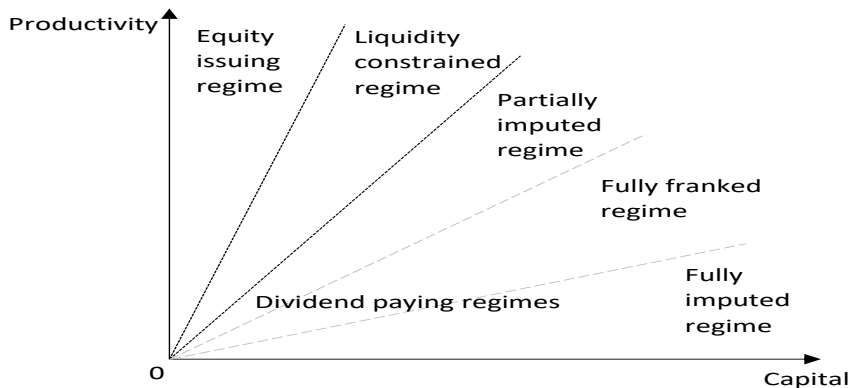 Productivity
Equity
issuing
regime
Liquidity
constrained
regime
Partially
imputed
regime
Fully franked
regime
Dividend paying regimes
Fully
imputed
regime
0
Capital